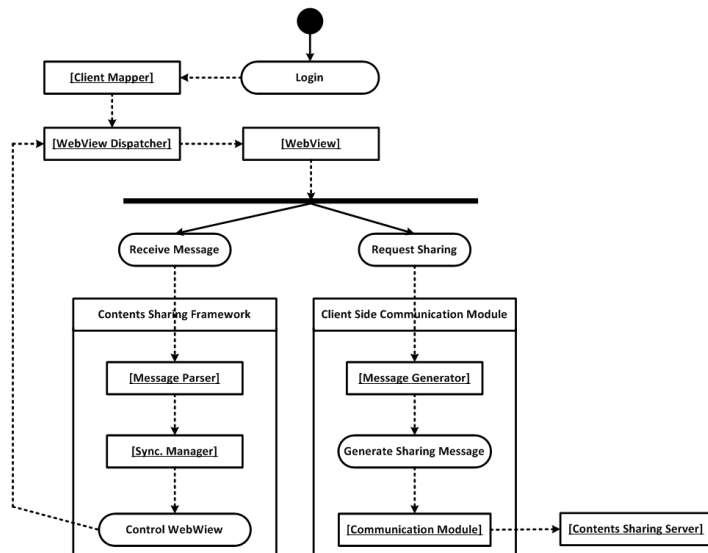 Login
[Client Mapper]
[WebView Dispatcher]
[WebView]
Receive Message
Request Sharing
Contents Sharing Framework
Client Side Communication Module
[Message Parser]
[Message Generator]
[Sync. Manager]
Generate Sharing Message
Control WebWiew
[Communication Module]
[Contents Sharing Server]